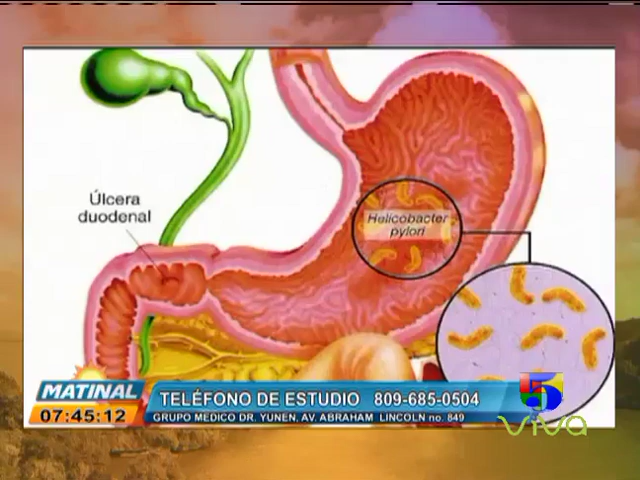 Úlcera
duodenal
Helicobacter
pylori
MATINAL
07:45:12
TELÉFONO DE ESTUDIO 809-685-0504
GRUPO MEDICO DR. YUNEN, AV. ABRAHAM LINCOLN no. 849
5
ViVa